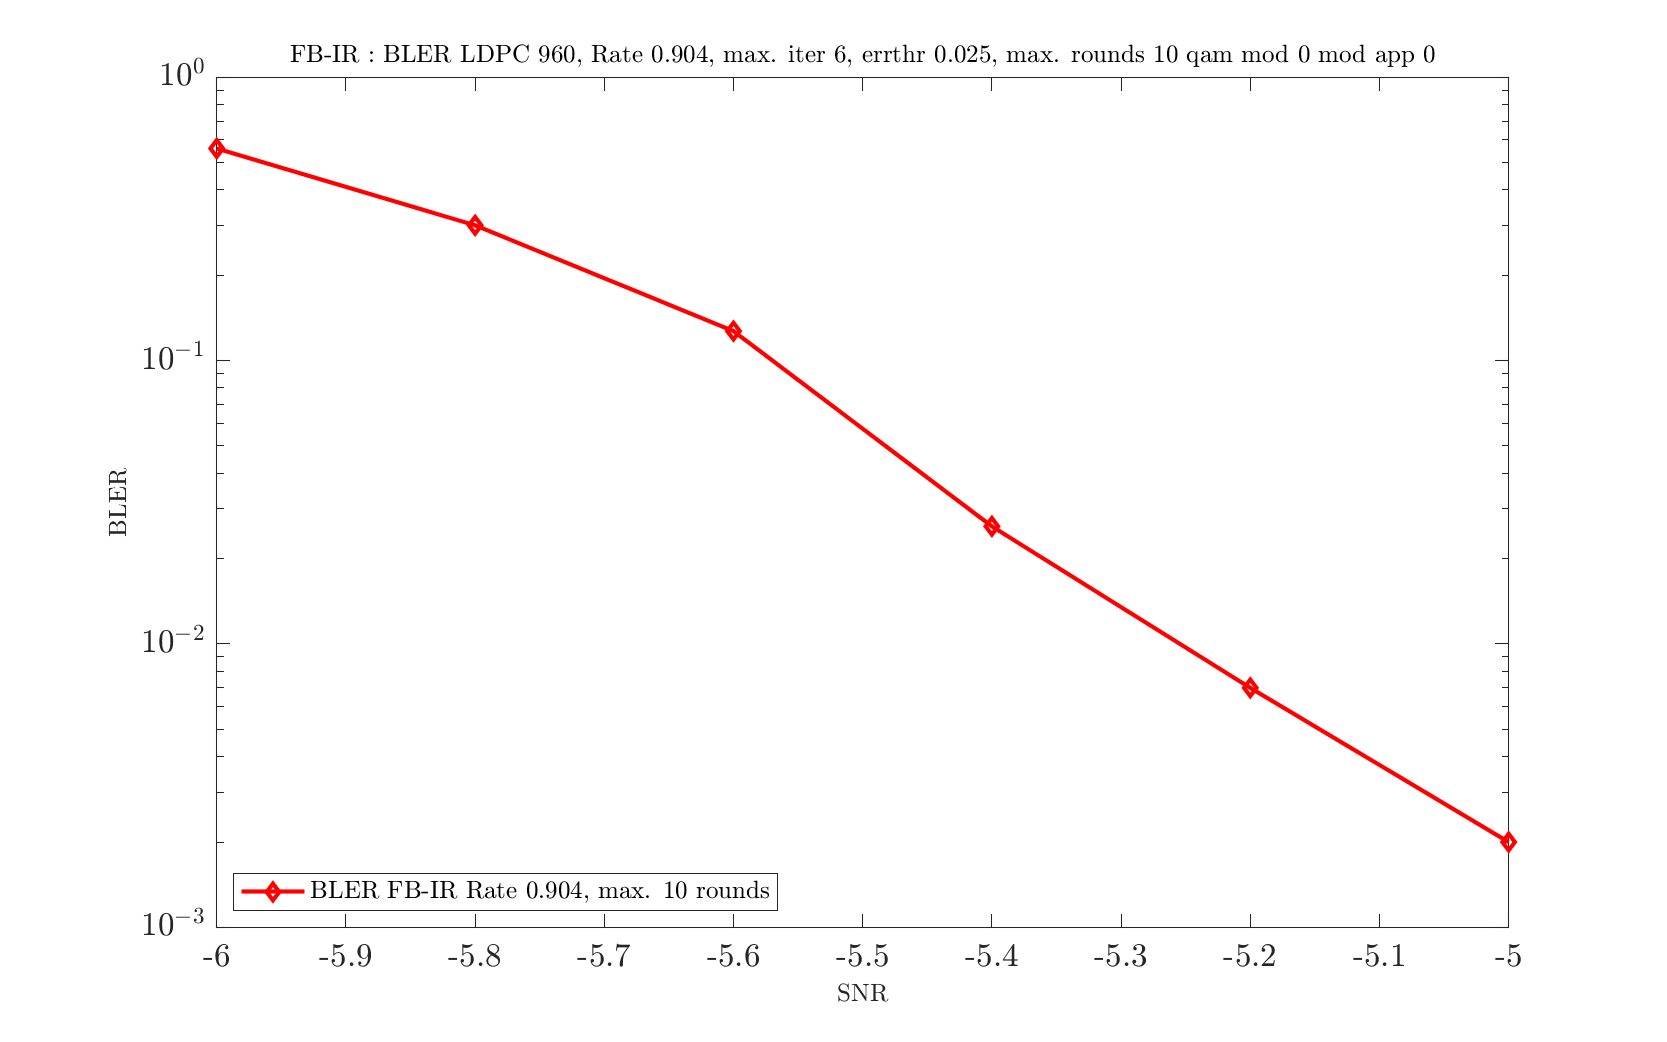 FB-IR : BLER LDPC 960, Rate 0.904, max. iter 6, errthr 0.025, max. rounds 10 qam mod 0 mod app 0
10^0
10^{-1}
10^{-2}
10^{-3}
BLER
BLER FB-IR Rate 0.904, max. 10 rounds
-6 -5.9 -5.8 -5.7 -5.6 -5.5 -5.4 -5.3 -5.2 -5.1 -5
SNR